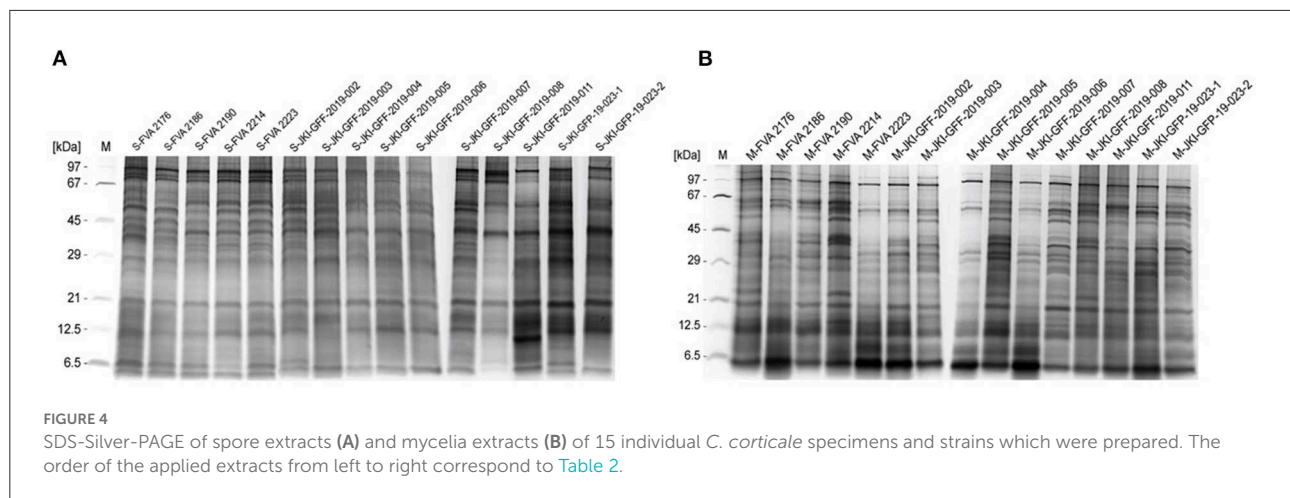 A
M
S-FVA 2176
S-FVA 2186
S-FVA 2190
S-FVA 2214
S-FVA 2223
S-JKI-GFF-2019-002
S-JKI-GFF-2019-003
S-JKI-GFF-2019-004
S-JKI-GFF-2019-005
S-JKI-GFF-2019-006
S-JKI-GFF-2019-007
S-JKI-GFF-2019-008
S-JKI-GFF-2019-011
S-JKI-GFP-19-023-1
S-JKI-GFP-19-023-2
[kDa]
97 -
67 -
45 -
29 -
21 -
12.5 -
6.5 -
B
M
M-FVA 2176
M-FVA 2186
M-FVA 2190
M-FVA 2214
M-FVA 2223
M-JKI-GFF-2019-002
M-JKI-GFF-2019-003
M-JKI-GFF-2019-004
M-JKI-GFF-2019-005
M-JKI-GFF-2019-006
M-JKI-GFF-2019-007
M-JKI-GFF-2019-008
M-JKI-GFF-2019-011
M-JKI-GFP-19-023-1
M-JKI-GFP-19-023-2
[kDa]
97 -
67 -
45 -
29 -
21 -
12.5 -
6.5 -
FIGURE 4
SDS-Silver-PAGE of spore extracts (A) and mycelia extracts (B) of 15 individual C. corticale specimens and strains which were prepared. The
order of the applied extracts from left to right correspond to Table 2.